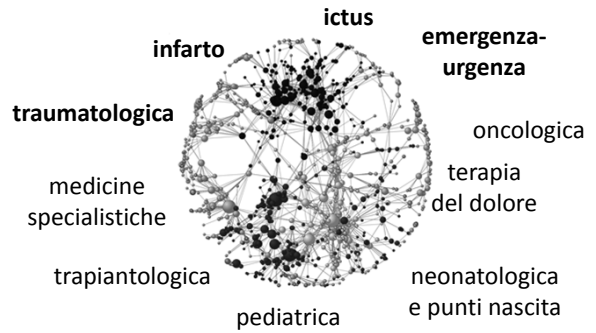 ictus
infarto
emergenza-
urgenza
traumatologica
oncologica
medicine
specialistiche
terapia
del dolore
trapiantologica
neonatologica
e punti nascita
pediatrica